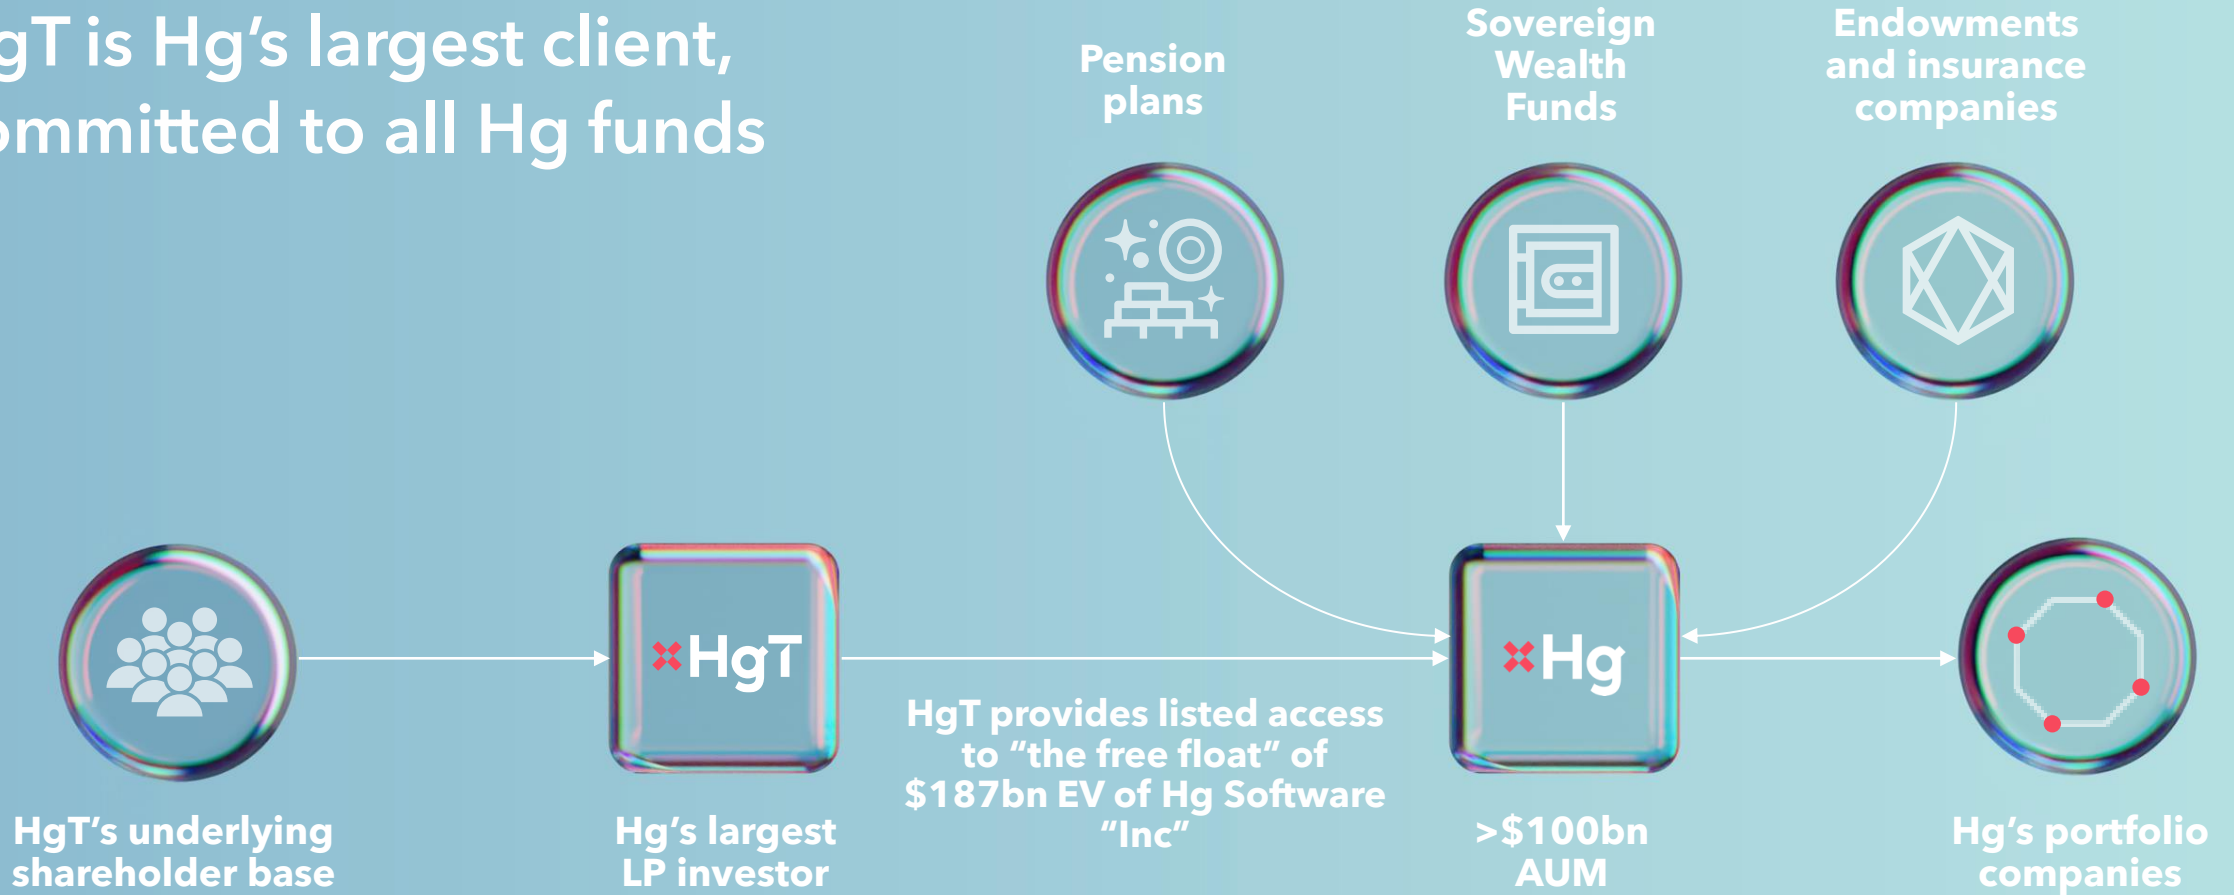 gT is Hg’s largest client,
ommitted to all Hg funds
Pension
plans
Sovereign
Wealth
Funds
Endowments
and insurance
companies
HgT
Hg
HgT provides listed access
to “the free float” of
$187bn EV of Hg Software
“Inc”
HgT’s underlying
shareholder base
Hg’s largest
LP investor
>$100bn
AUM
Hg’s portfolio
companies